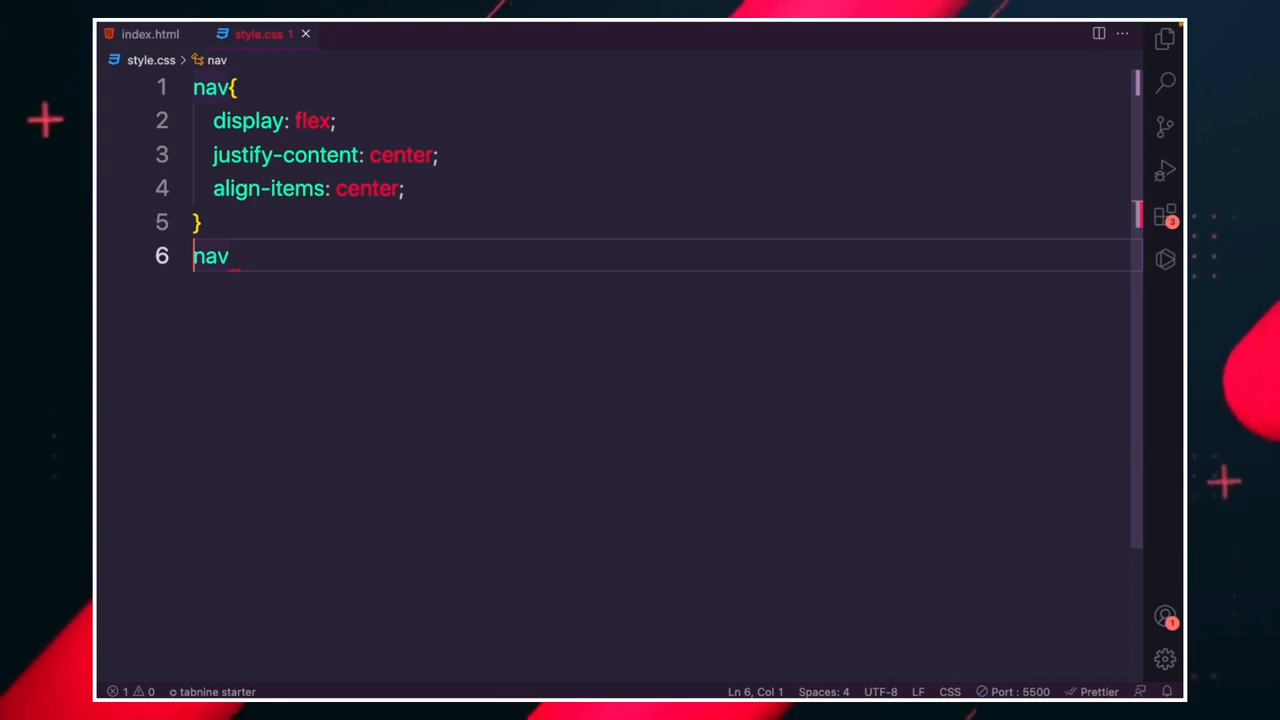 index.html style.css 1
style.css > nav
1 nav{
2 display: flex;
3 justify-content: center;
4 align-items: center;
5 }
6 nav
3
1
1 0 tabnine starter Ln 6, Col 1 Spaces: 4 UTF-8 LF CSS Port : 5500 Prettier